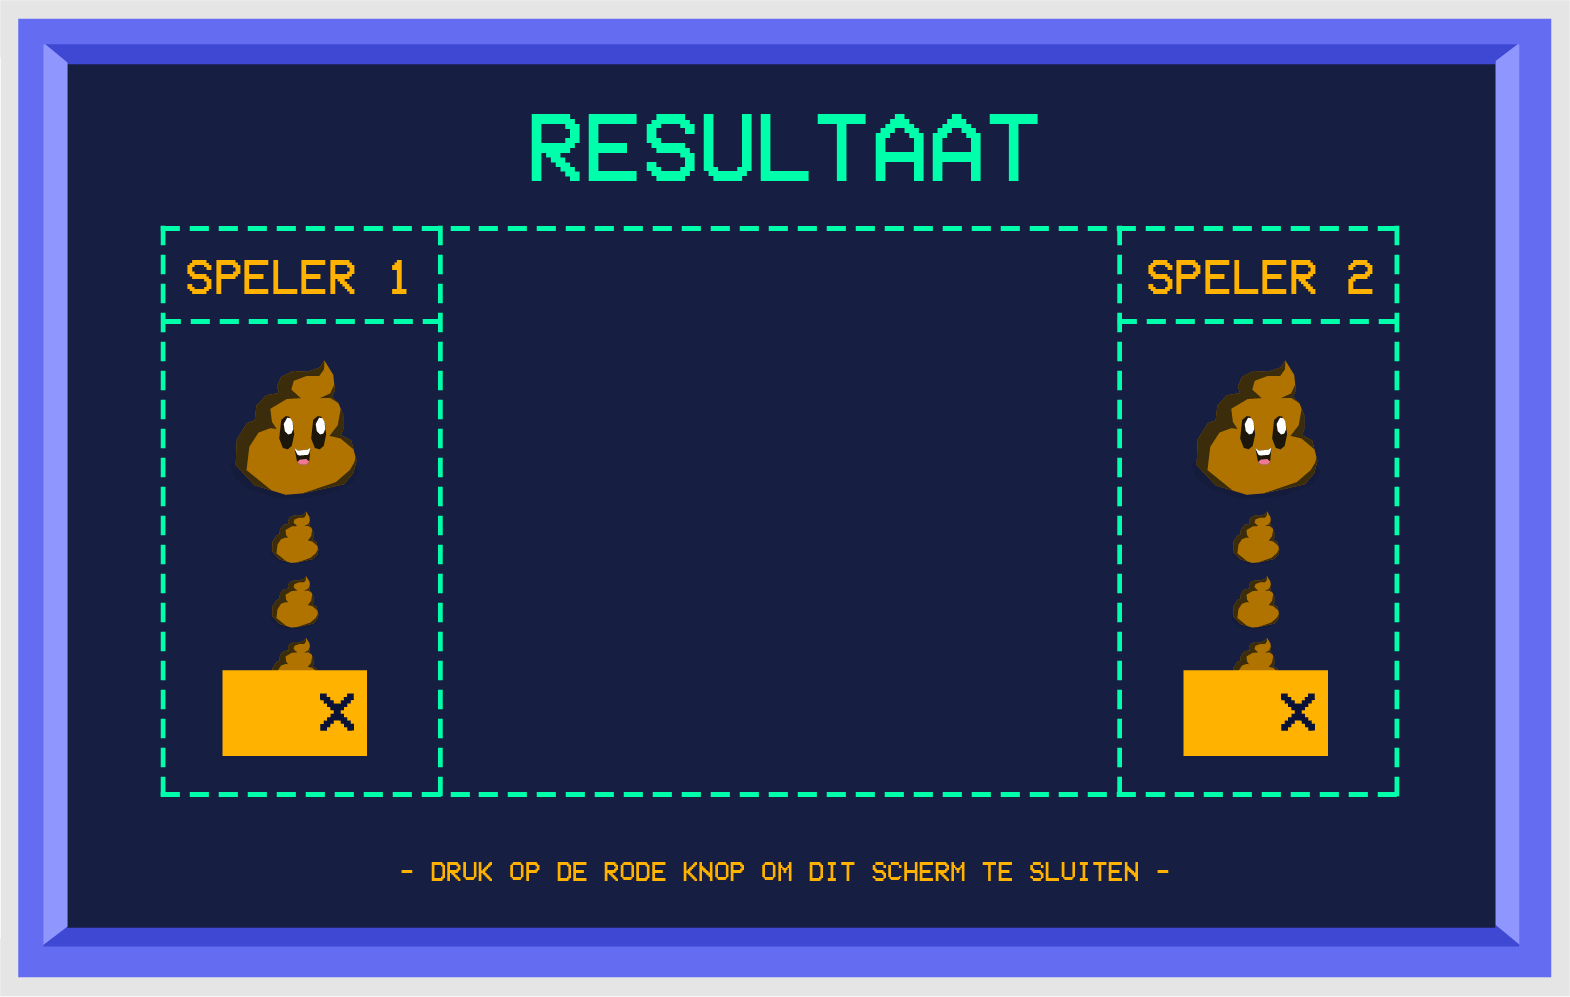 RESULTAAT
SPELER 1
SPELER 2
X
X
- DRUK OP DE RODE KNOP OM DIT SCHERM TE SLUITEN -